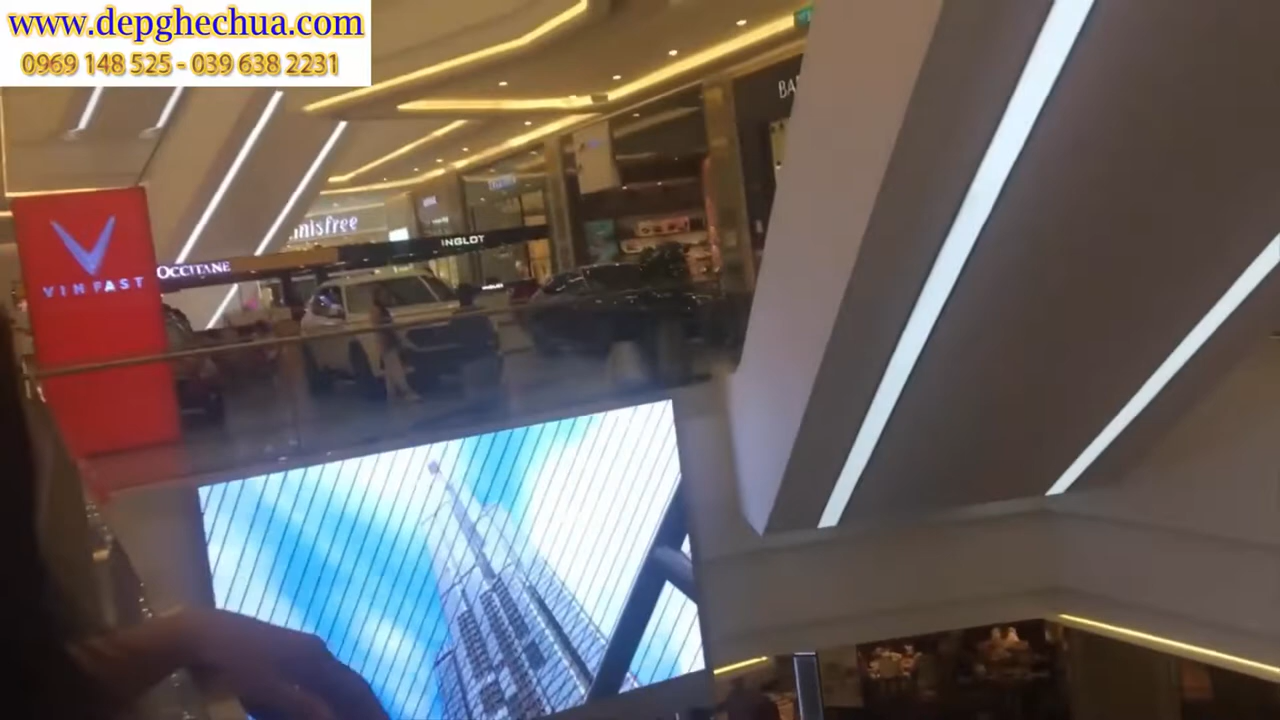 www.depghechua.com
0969 148 525 - 039 638 2231
BA
innisfree
INGLOT
L'OCCITANE
VINFAST